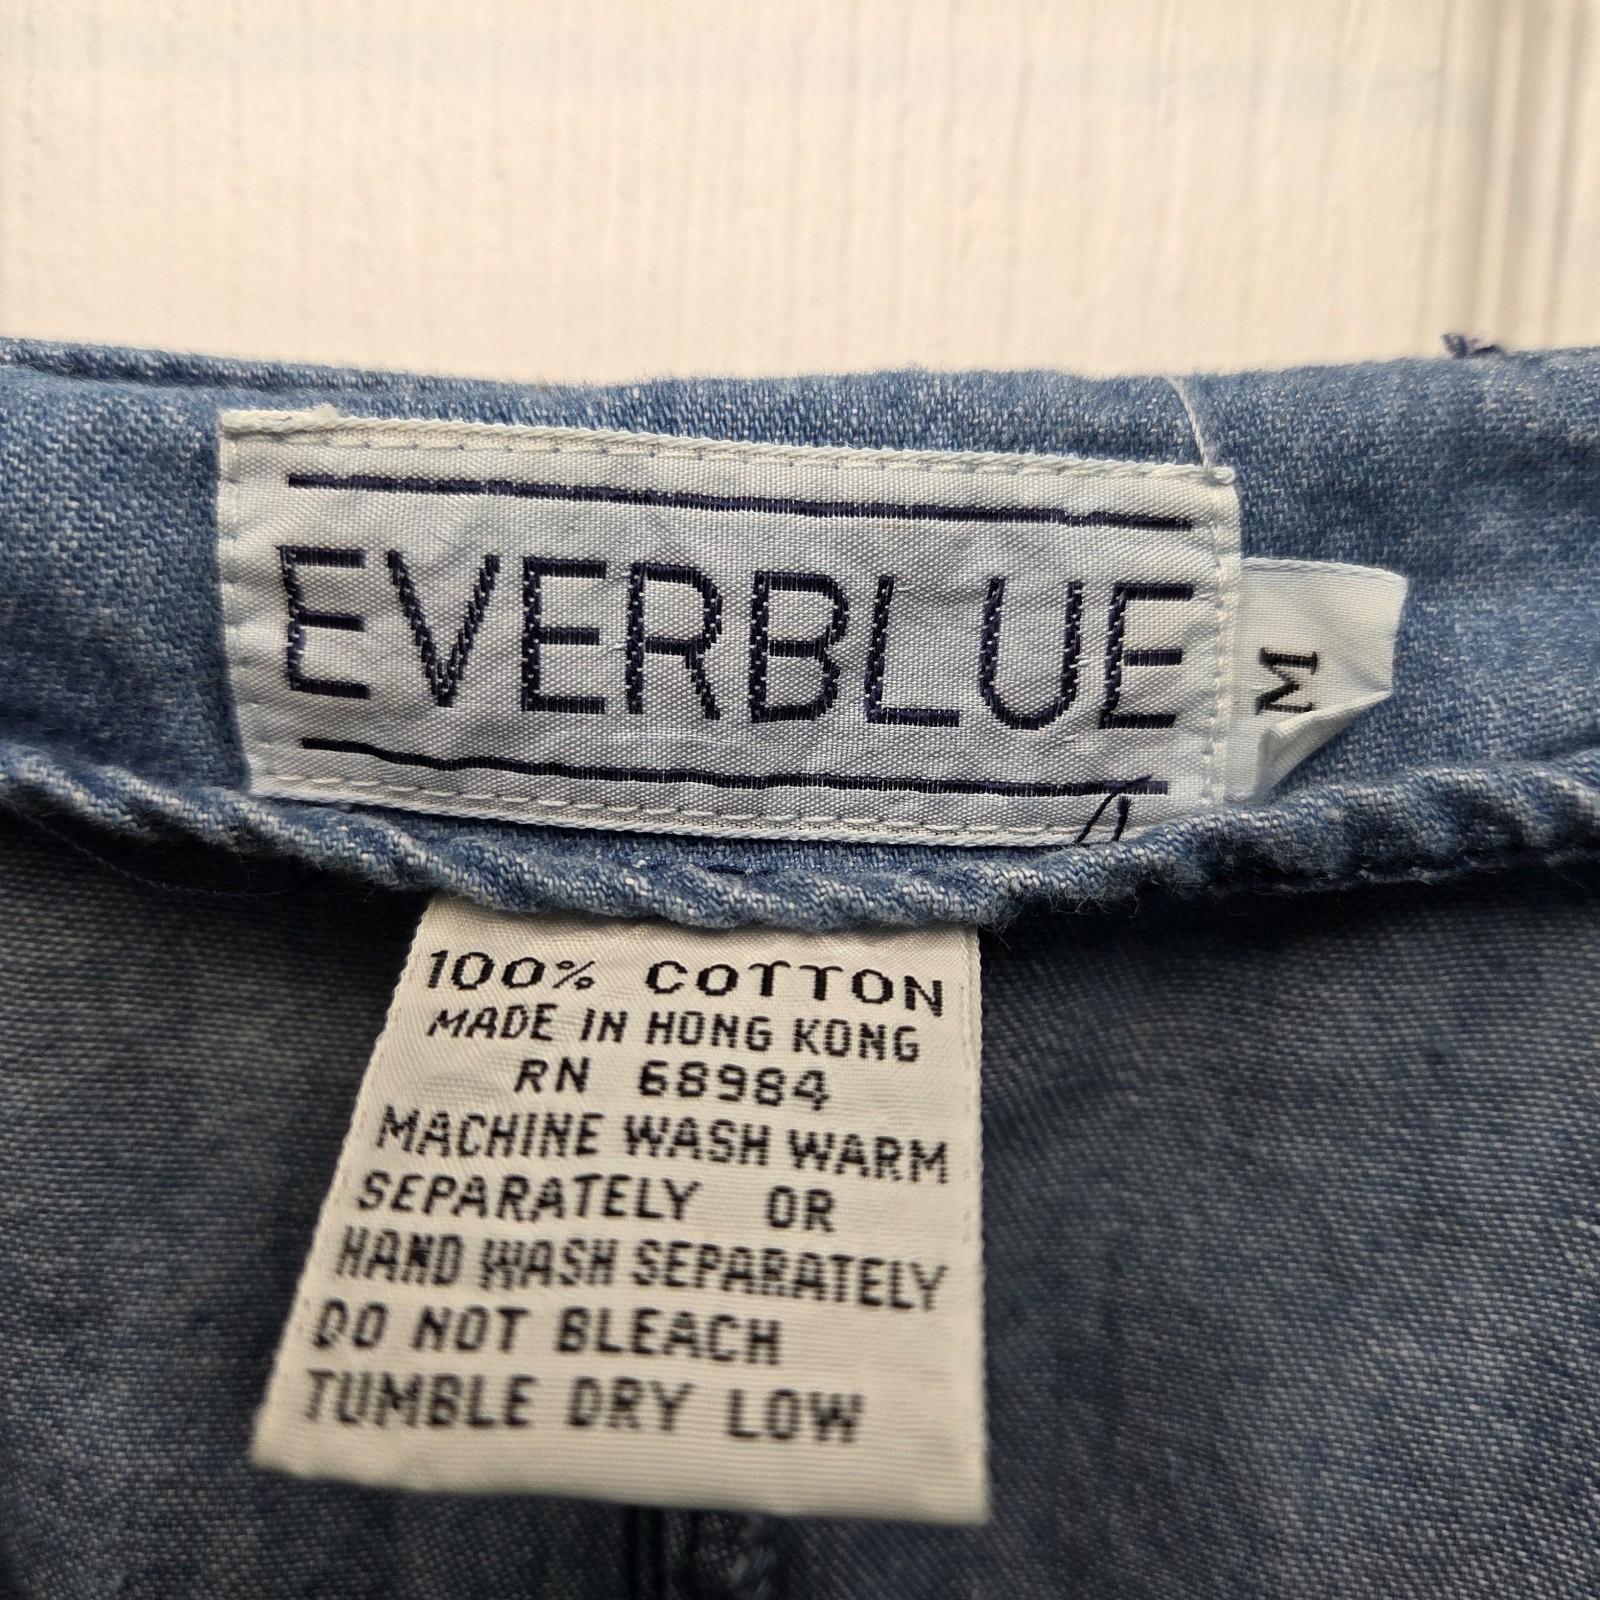 EVERBLUE
M
100% COTTON
MADE IN HONG KONG
RN 68984
MACHINE WASH WARM
SEPARATELY OR
HAND WASH SEPARATELY
DO NOT BLEACH
TUMBLE DRY LOW